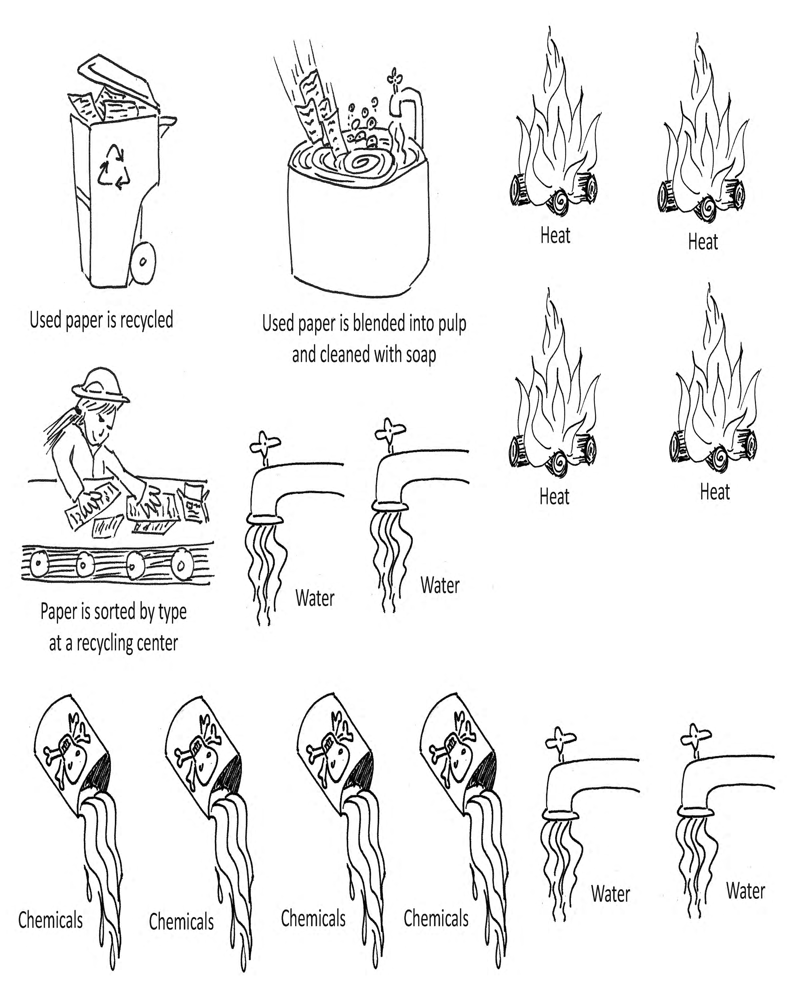 Heat
Heat
Used paper is recycled
Used paper is blended into pulp
and cleaned with soap
Heat
Heat
Water
Water
Paper is sorted by type
at a recycling center
Chemicals
Chemicals
Chemicals
Chemicals
Water
Water